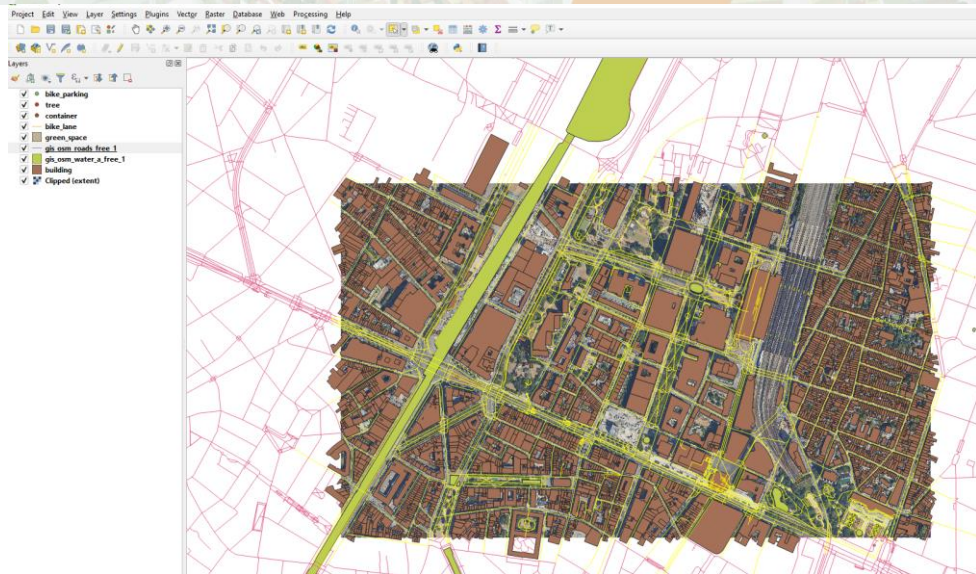 Project Edit View Layer Settings Plugins Vector Raster Database Web Processing Help
Layers
bike_parking
tree
container
bike_lane
green_space
gis_osm_roads_free_1
gis_osm_water_a_free_1
building
Clipped (extent)